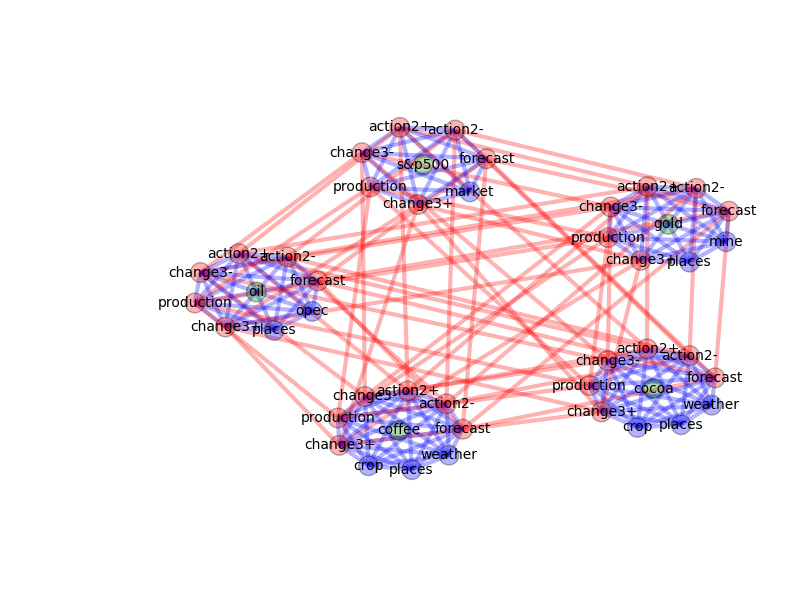 action2+
action2-
change3-
s&p500
forecast
production
market
change3+
action2+
action2-
change3-
forecast
gold
production
mine
change3+
places
action2+
action2-
change3-
forecast
oil
production
opec
change3+
places
action2+
action2-
change3-
forecast
production
cocoa
weather
change3+
places
crop
action2+
change3-
action2-
production
coffee
forecast
change3+
weather
crop
places